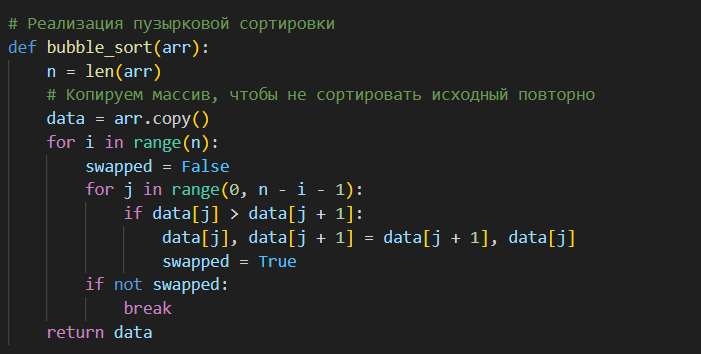 # Реализация пузырковой сортировки
def bubble_sort(arr):
    n = len(arr)
    # Копируем массив, чтобы не сортировать исходный повторно
    data = arr.copy()
    for i in range(n):
        swapped = False
        for j in range(0, n - i - 1):
            if data[j] > data[j + 1]:
                data[j], data[j + 1] = data[j + 1], data[j]
                swapped = True
        if not swapped:
            break
    return data